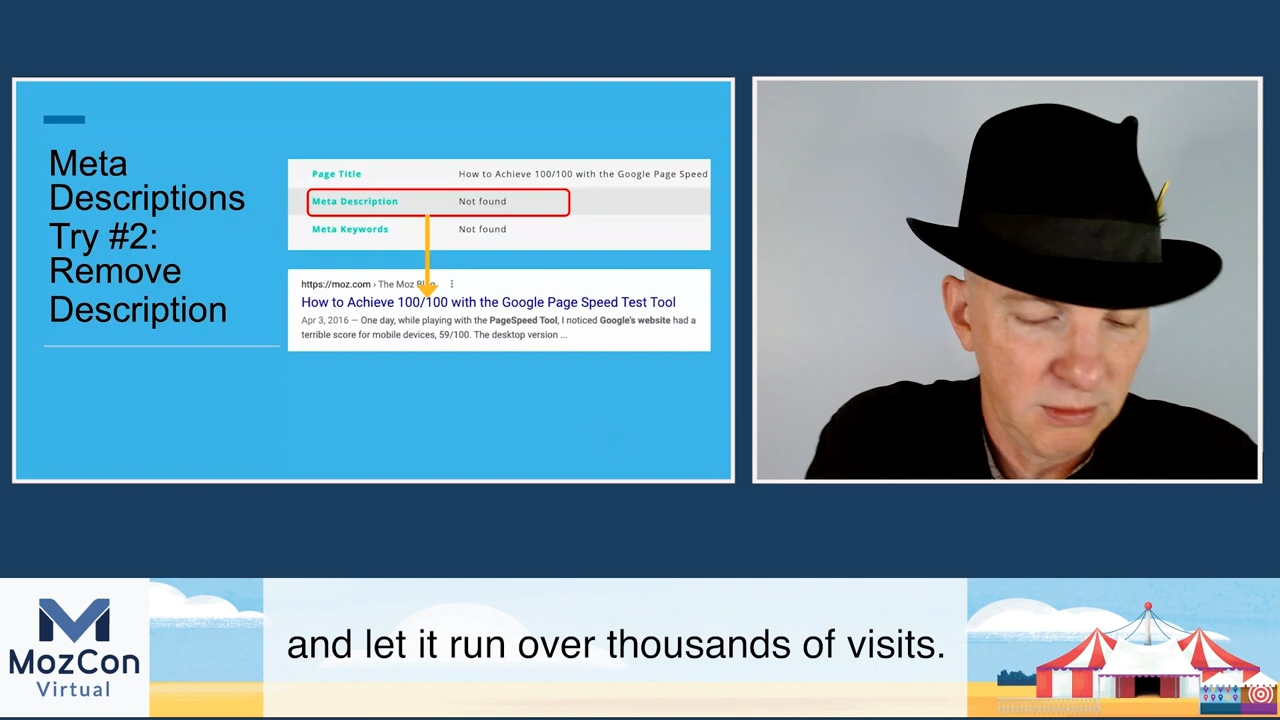 Meta
Descriptions
Try #2:
Remove
Description
Page Title How to Achieve 100/100 with the Google Page Speed
Meta Description Not found
Meta Keywords Not found
https://moz.com › The Moz Blog
How to Achieve 100/100 with the Google Page Speed Test Tool
Apr 3, 2016 — One day, while playing with the PageSpeed Tool, I noticed Google's website had a
terrible score for mobile devices, 59/100. The desktop version ...
and let it run over thousands of visits.
MozCon
Virtual